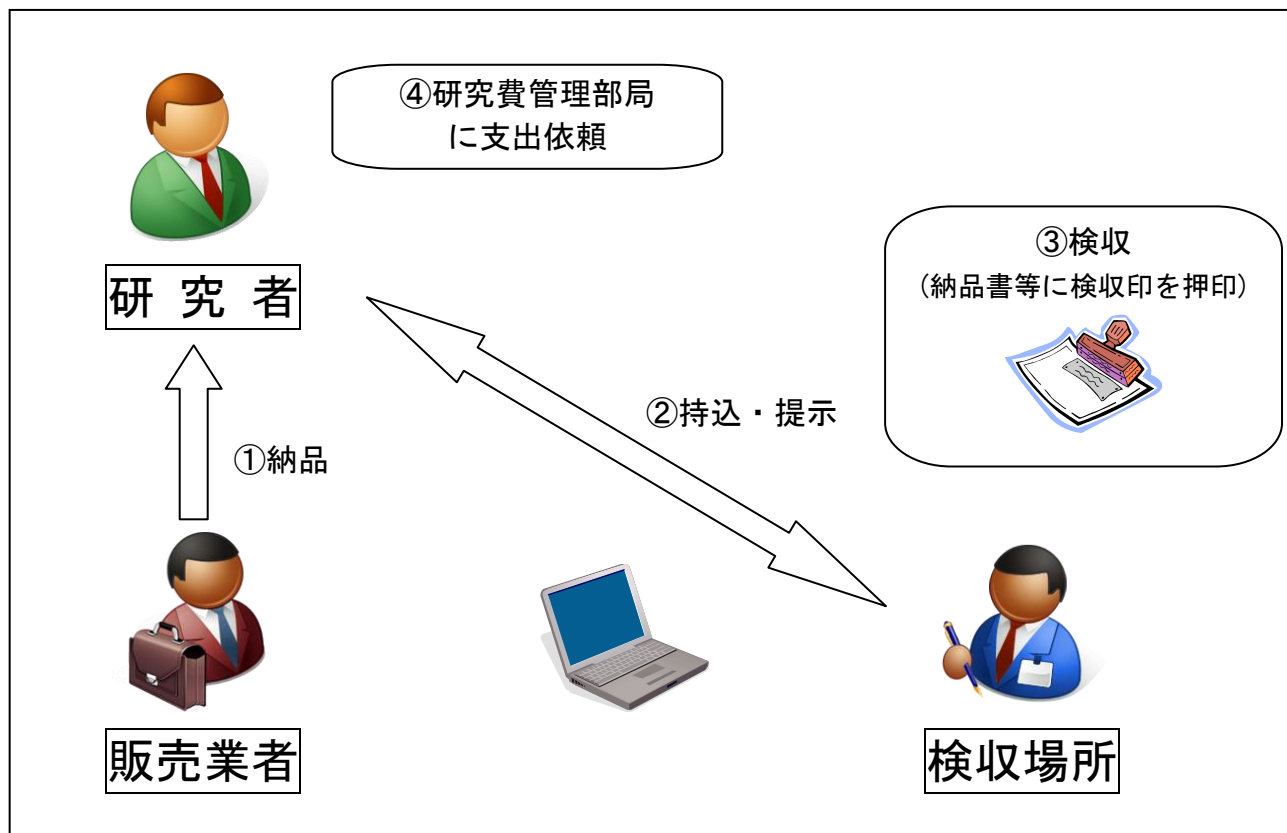 ④研究費管理部局
に支出依頼
③検収
(納品書等に検収印を押印)
研 究 者
②持込・提示
①納品
販売業者
検収場所